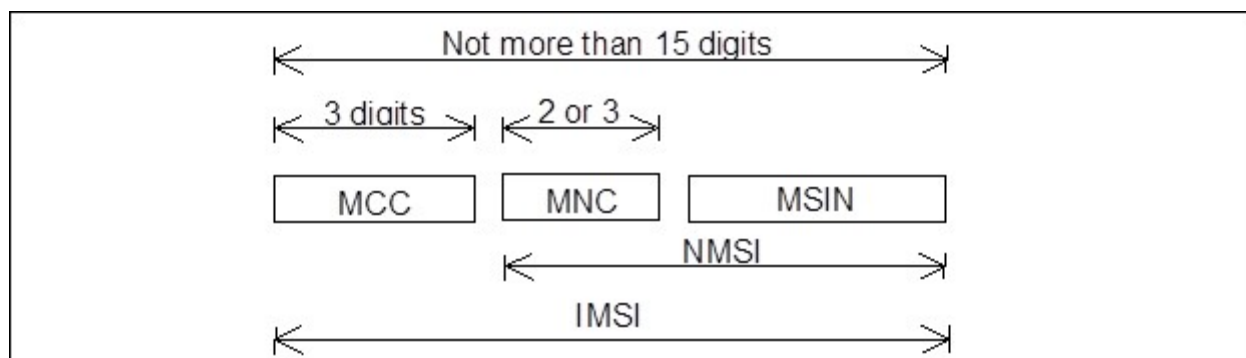 Not more than 15 digits
3 digits 2 or 3
MCC MNC MSIN
NMSI
IMSI